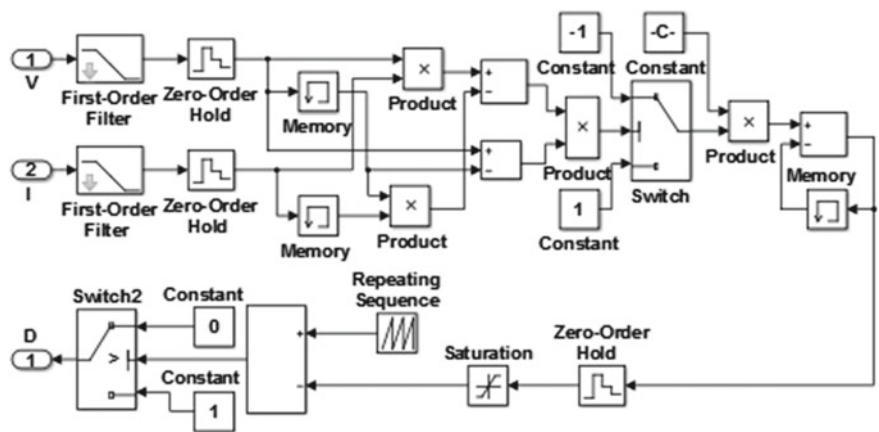 1
V
First-Order
Filter
Zero-Order
Hold
Memory
×
Product
+
−
-1
Constant
-C-
Constant
×
Product
+
−
2
I
First-Order
Filter
Zero-Order
Hold
Memory
×
Product
+
−
1
Constant
Switch
×
Product
+
−
Memory
D
1
Switch2
>
Constant
0
Constant
1
+
−
Repeating
Sequence
Saturation
Zero-Order
Hold